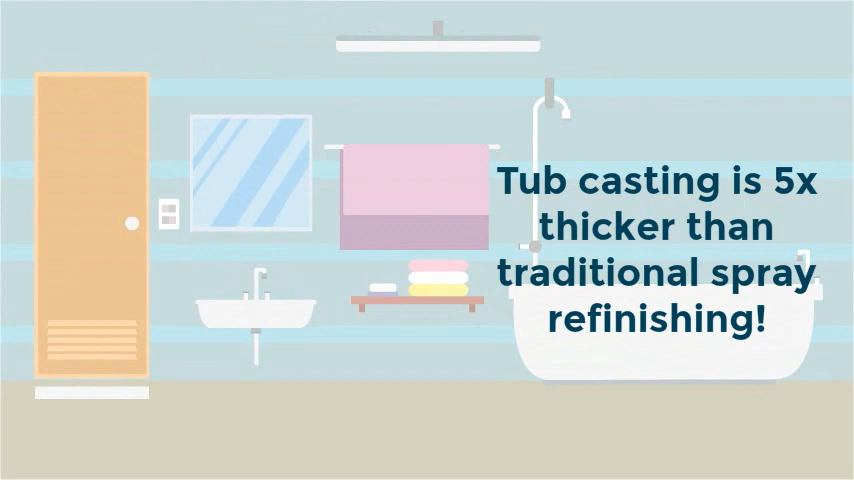 Tub casting is 5x
thicker than
traditional spray
refinishing!